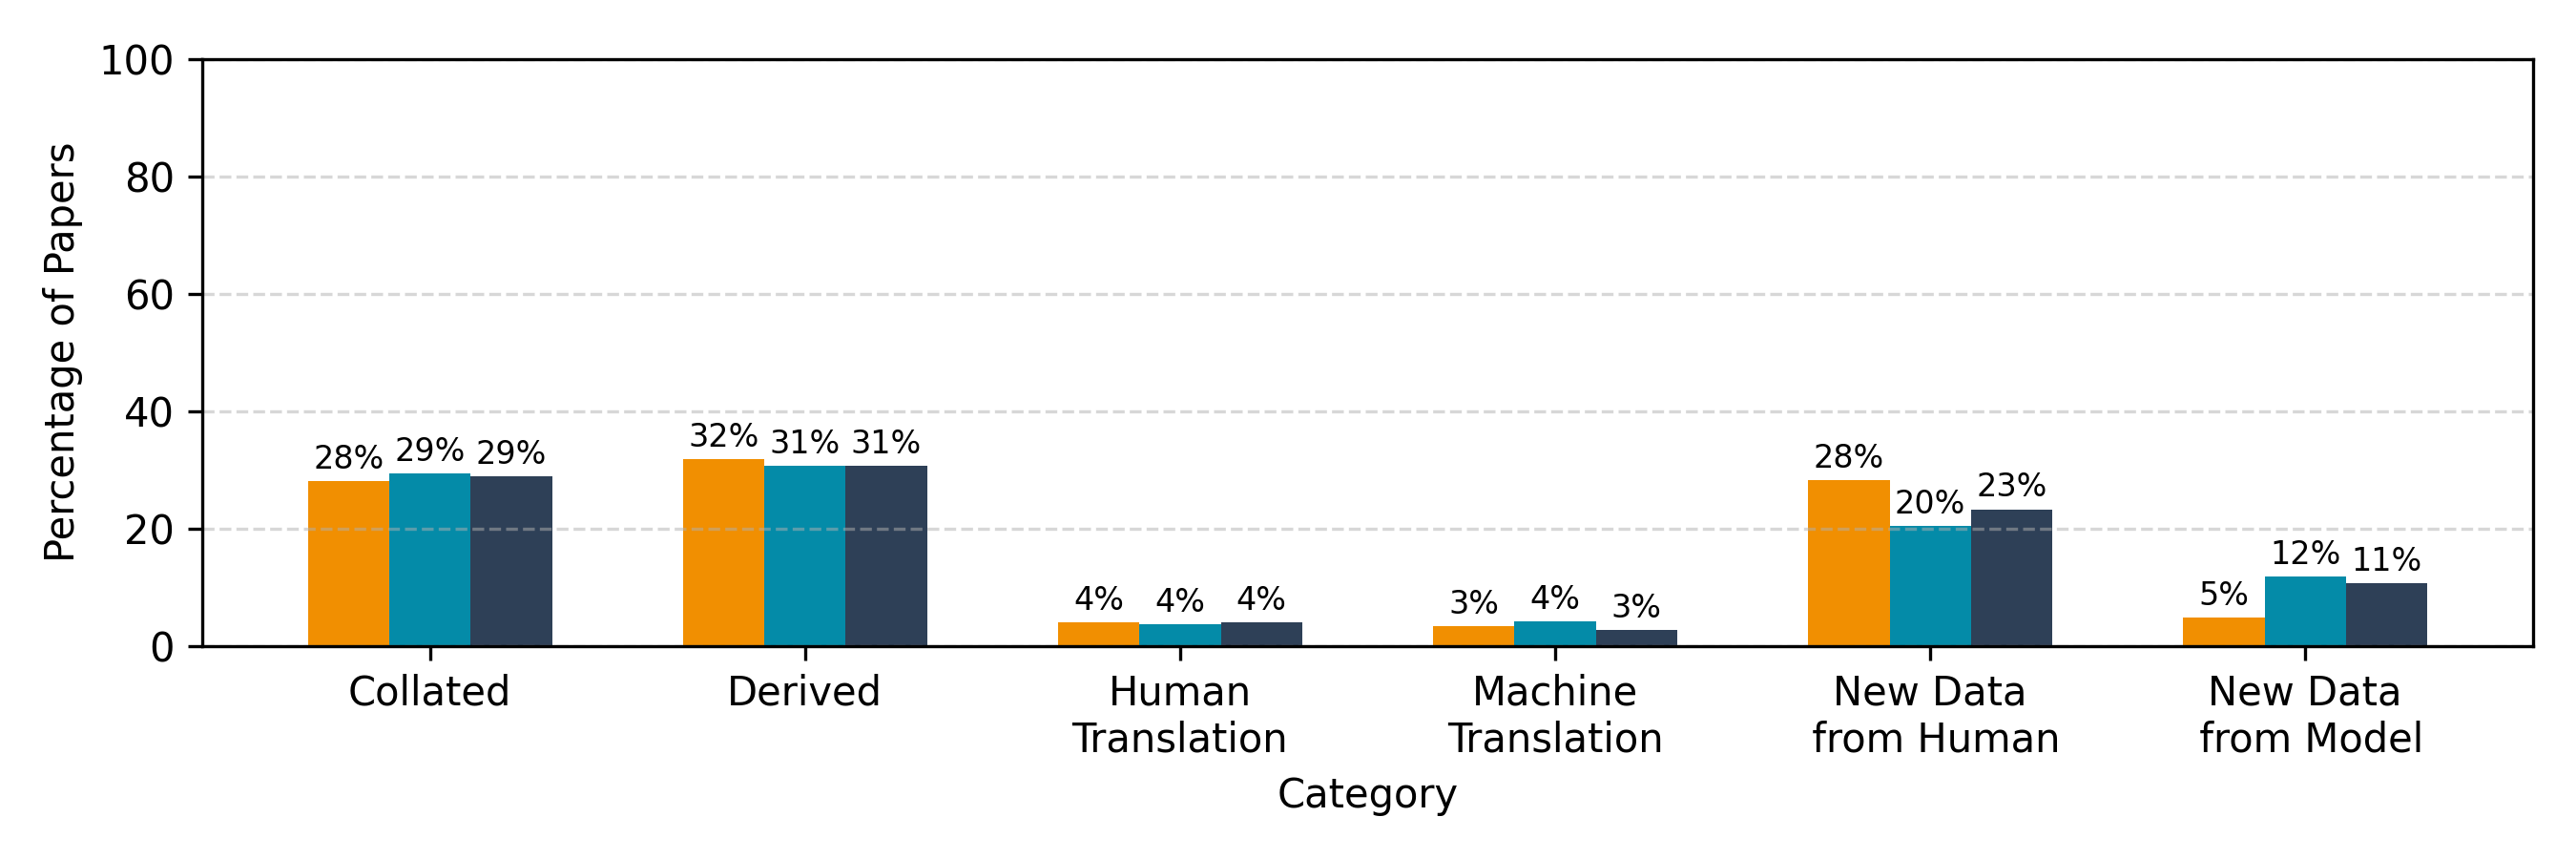 100
80
60
40
20
0
Percentage of Papers
28% 29% 29%
32% 31% 31%
4% 4% 4%
3% 4% 3%
28% 20% 23%
5% 12% 11%
Collated
Derived
Human
Translation
Machine
Translation
New Data
from Human
New Data
from Model
Category